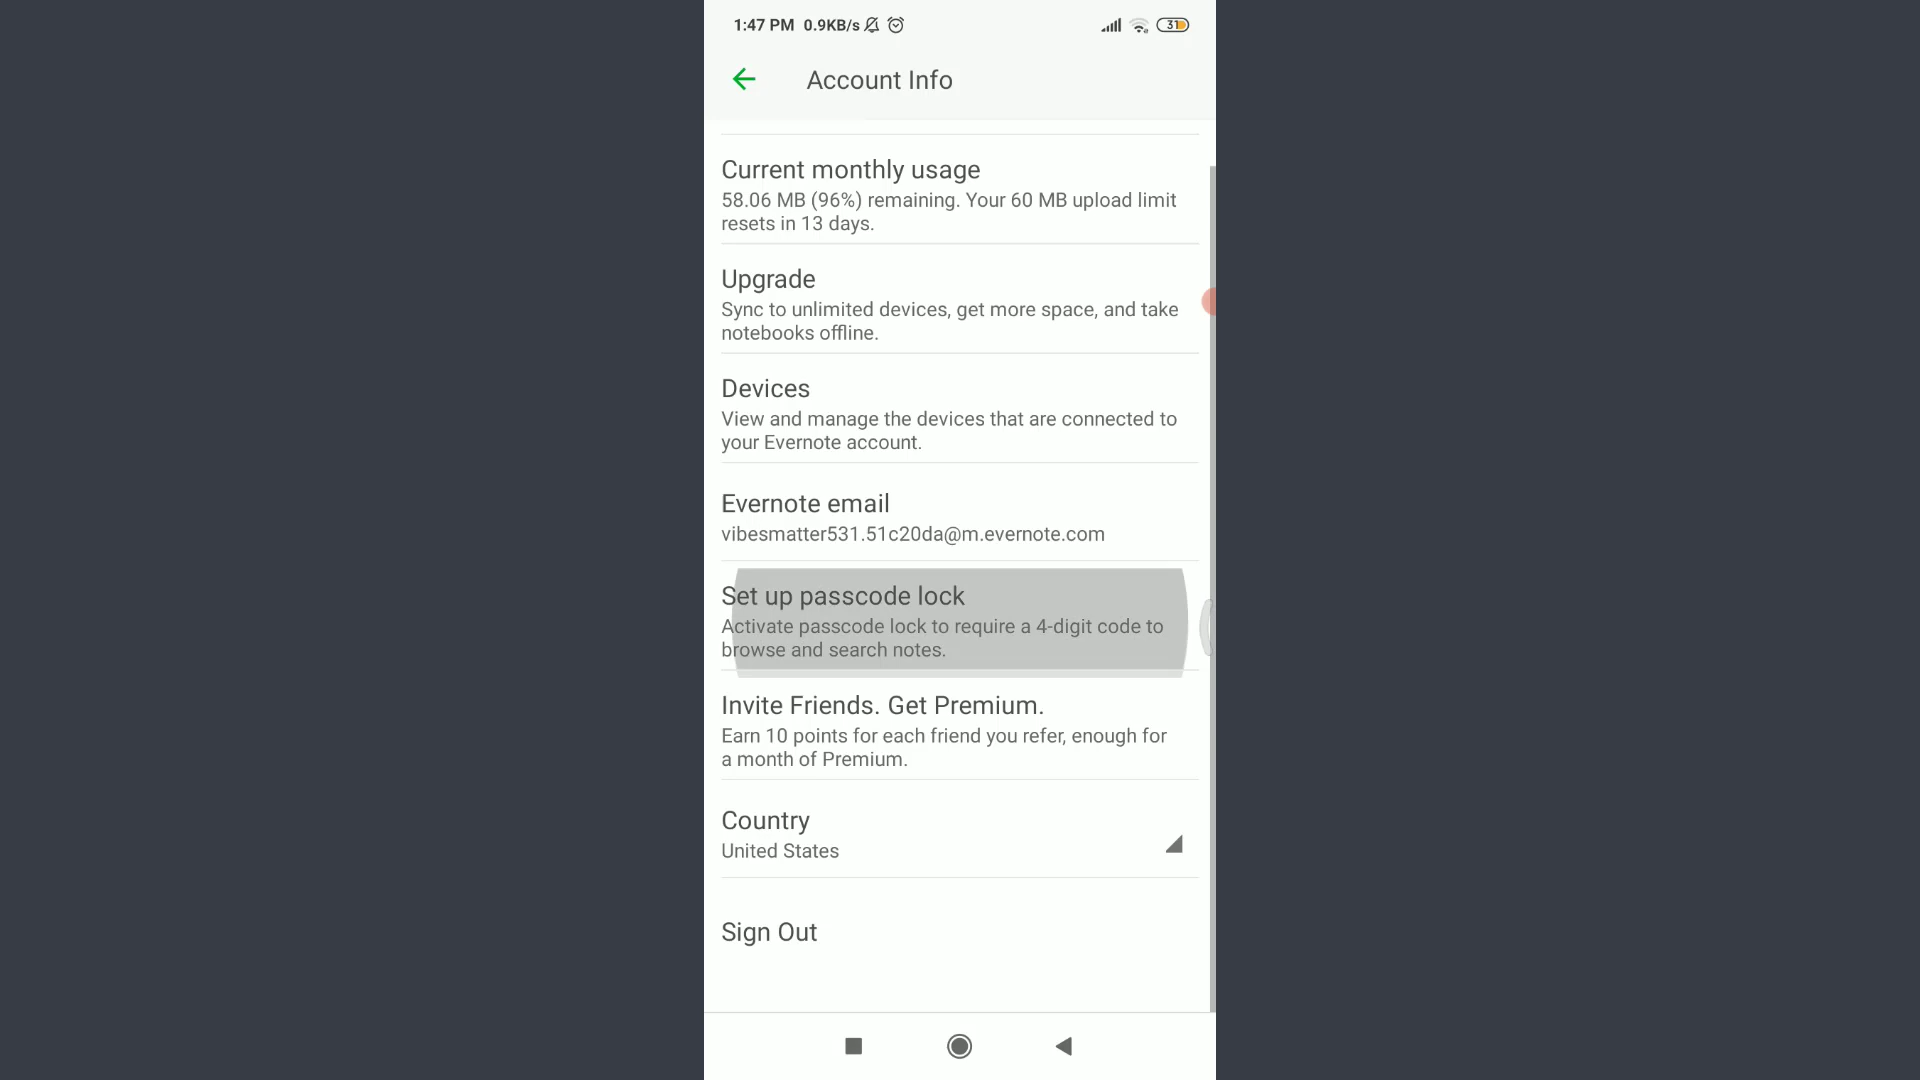 1:47 PM 0.9KB/s 31
Account Info
Current monthly usage
58.06 MB (96%) remaining. Your 60 MB upload limit
resets in 13 days.
Upgrade
Sync to unlimited devices, get more space, and take
notebooks offline.
Devices
View and manage the devices that are connected to
your Evernote account.
Evernote email
vibesmatter531.51c20da@m.evernote.com
Set up passcode lock
Activate passcode lock to require a 4-digit code to
browse and search notes.
Invite Friends. Get Premium.
Earn 10 points for each friend you refer, enough for
a month of Premium.
Country
United States
Sign Out